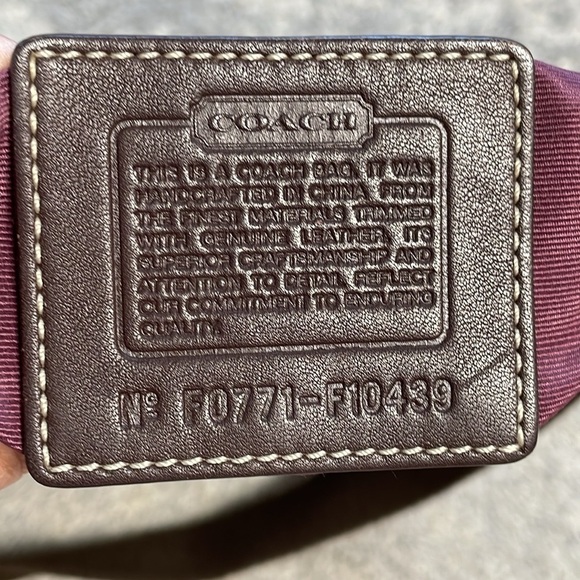 COACH
THIS IS A COACH BAG. IT WAS
HANDCRAFTED IN CHINA, FROM
THE FINEST MATERIALS TRIMMED
WITH GENUINE LEATHER. ITS
SUPERIOR CRAFTSMANSHIP AND
ATTENTION TO DETAIL REFLECT
OUR COMMITMENT TO ENDURING
QUALITY.
Nº F0771-F10439